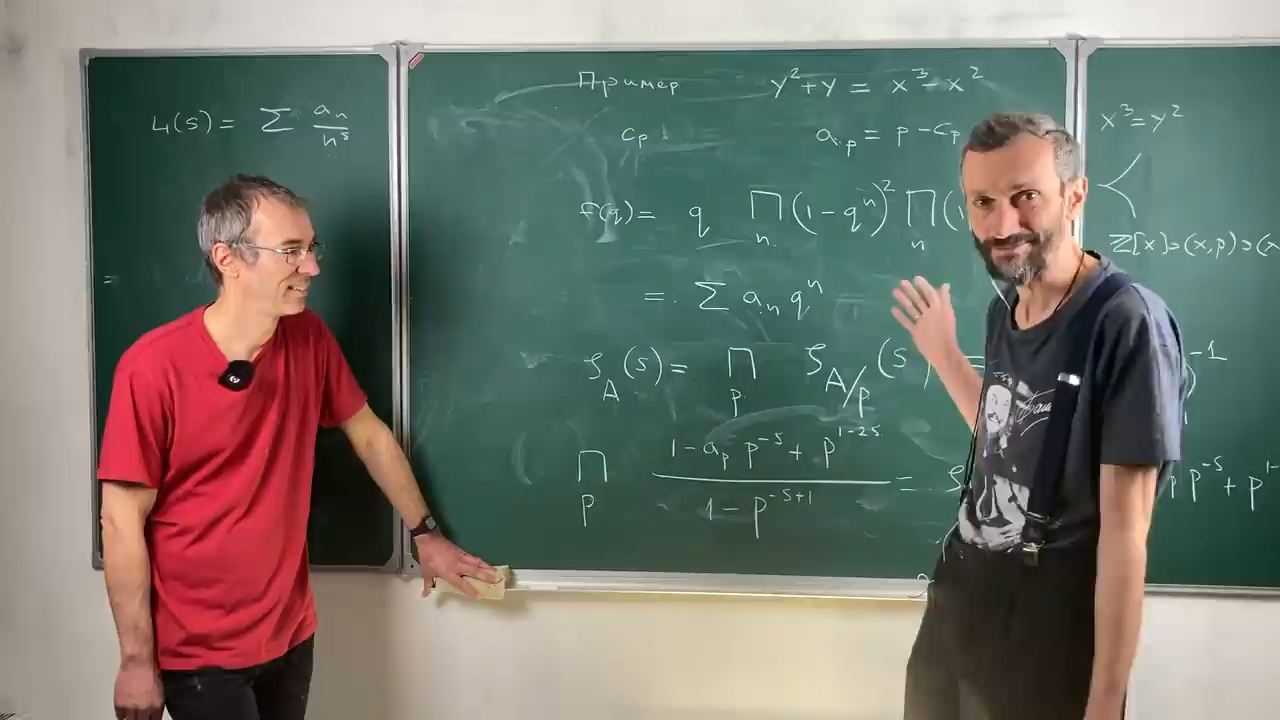 L(s) = Σ aₙ/nˢ
=
Пример y² + y = x³ − x²
cₚ aₚ = p − cₚ
f(q) = q ∏ₙ (1 − qⁿ)² ∏ₙ (1
= Σ aₙ qⁿ
ζ_A(s) = ∏ₚ ζ_{A/p}(s) = )⁻¹
∏ₚ (1 − aₚ p⁻ˢ + p¹⁻²ˢ)/(1 − p⁻ˢ⁺¹) = p⁻ˢ + p¹⁻
x³ = y²
<
ℤ[x] ⊃ (x, p) ⊃ (x